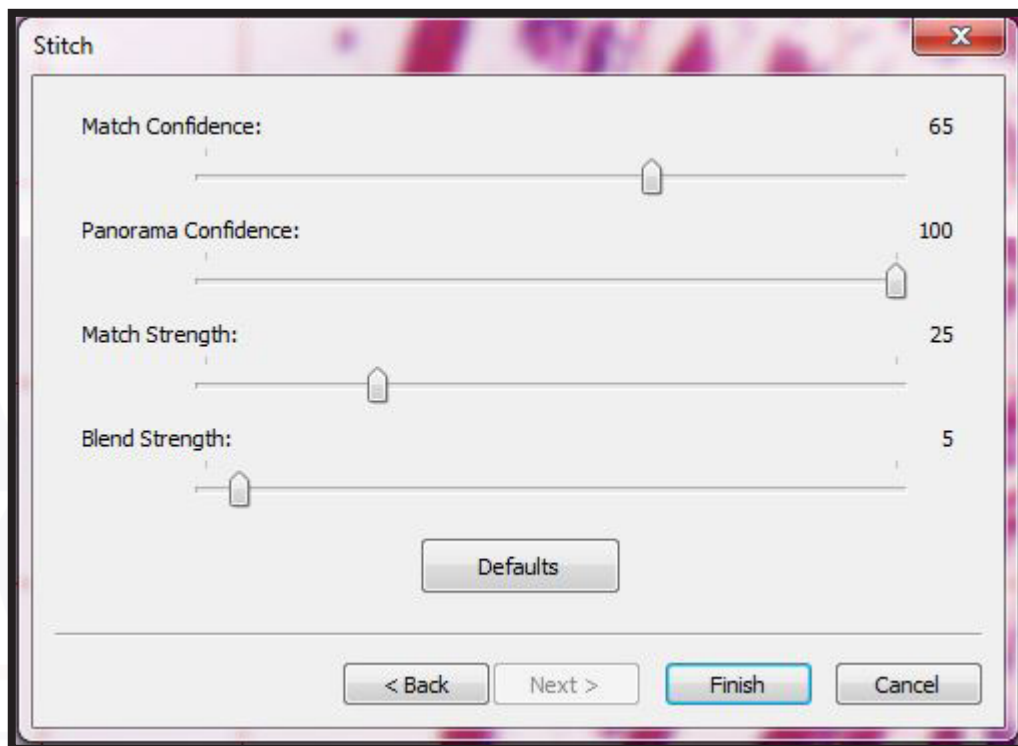 Stitch
Match Confidence: 65
Panorama Confidence: 100
Match Strength: 25
Blend Strength: 5
Defaults
< Back Next > Finish Cancel